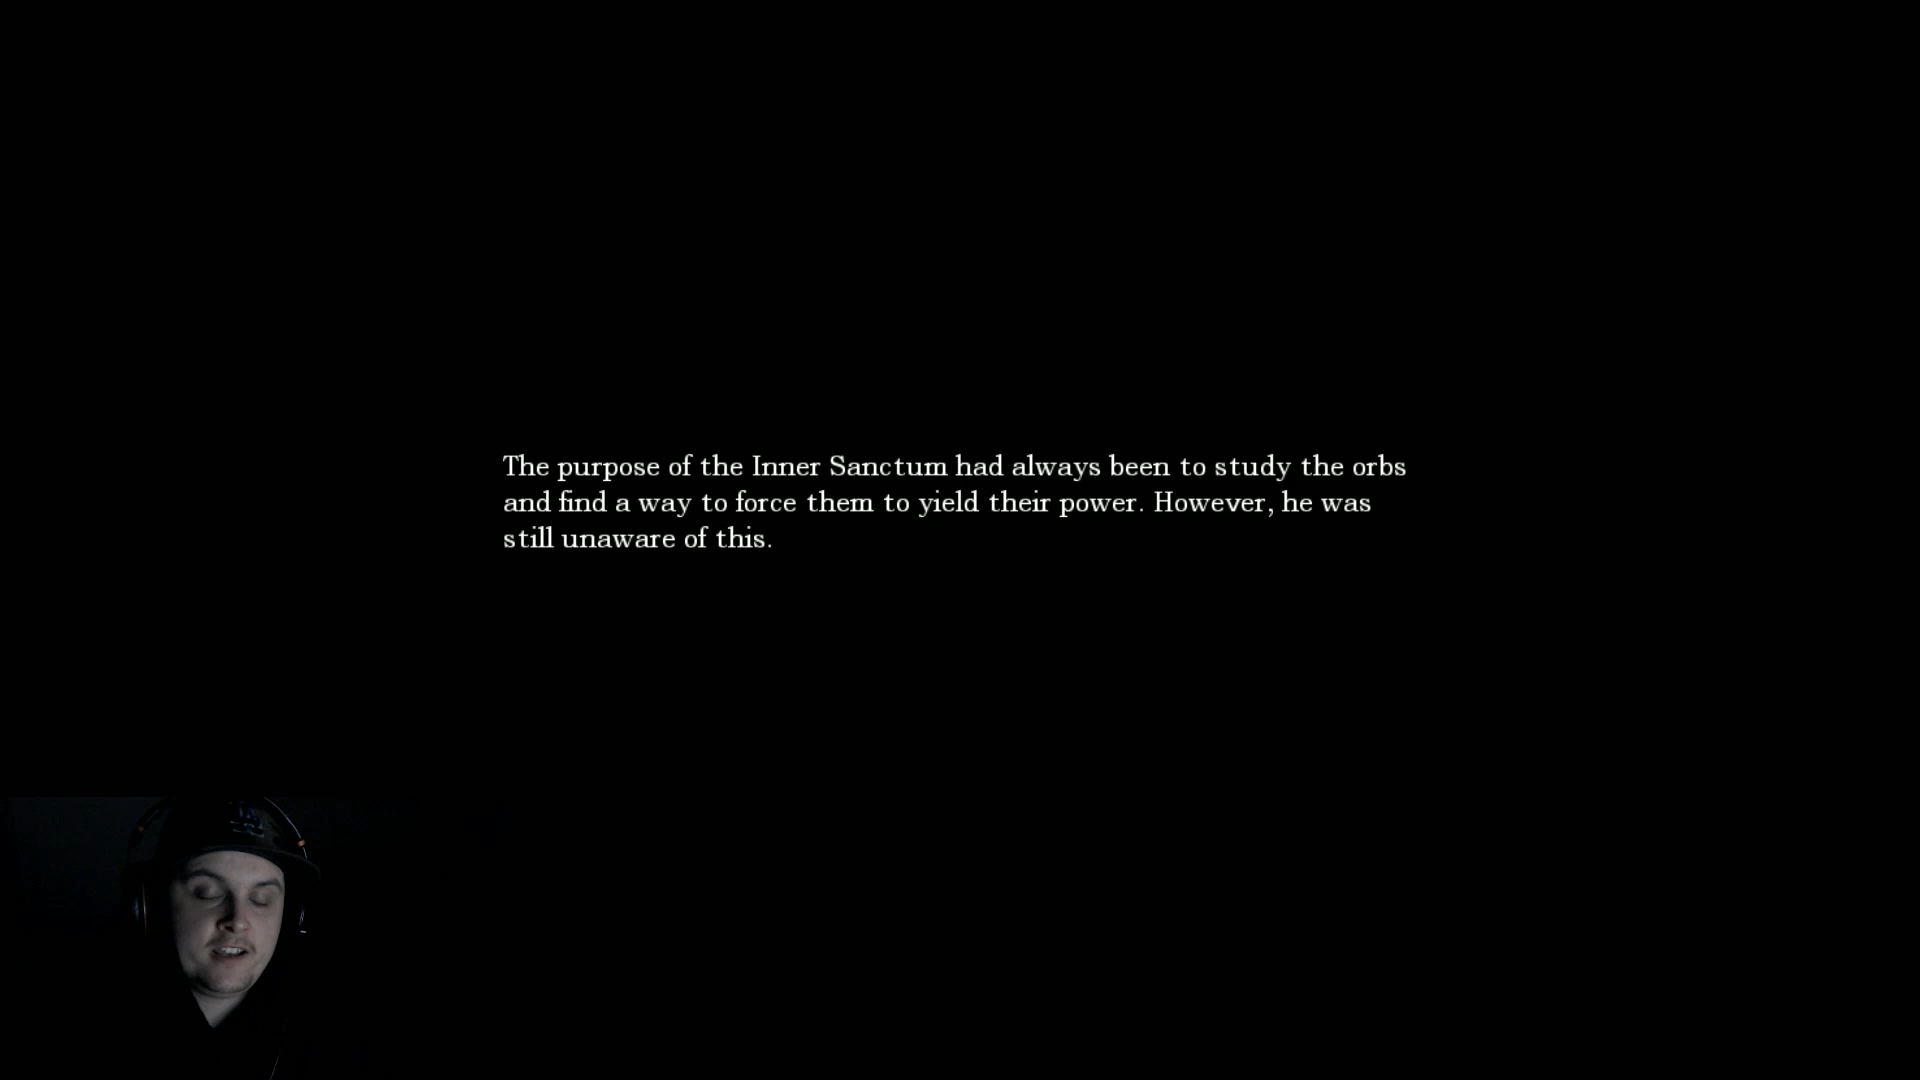 The purpose of the Inner Sanctum had always been to study the orbs
and find a way to force them to yield their power. However, he was
still unaware of this.